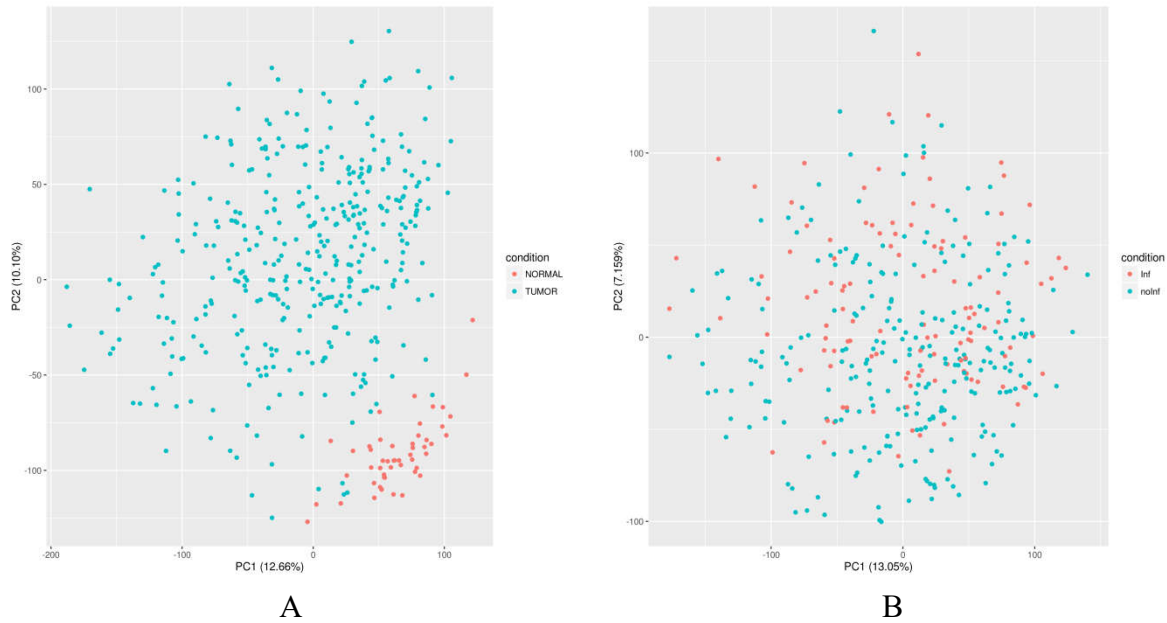 100
50
0
-50
-100
PC2 (10.10%)
-200
-100
0
100
PC1 (12.66%)
condition
NORMAL
TUMOR
A
100
0
-100
PC2 (7.159%)
-100
0
100
PC1 (13.05%)
condition
Inf
noInf
B